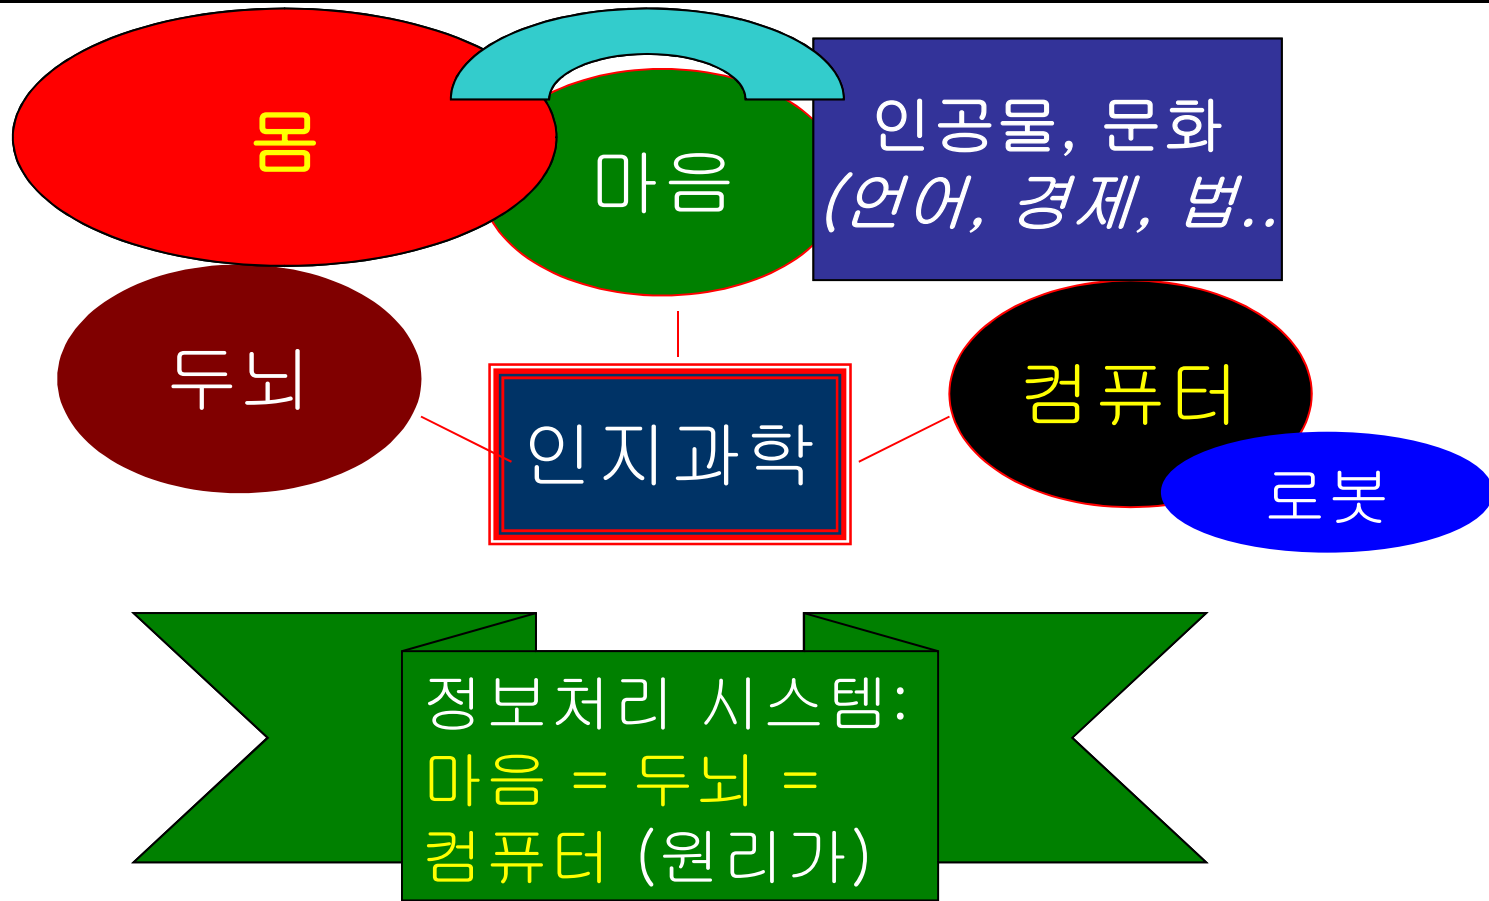 몸
마음
인공물, 문화
(언어, 경제, 법..
두뇌
컴퓨터
인지과학
로봇
정보처리 시스템:
마음 = 두뇌 =
컴퓨터 (원리가)